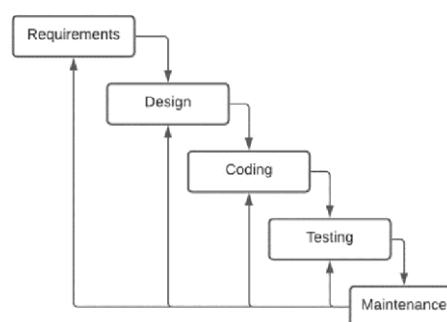 Requirements
Design
Coding
Testing
Maintenance